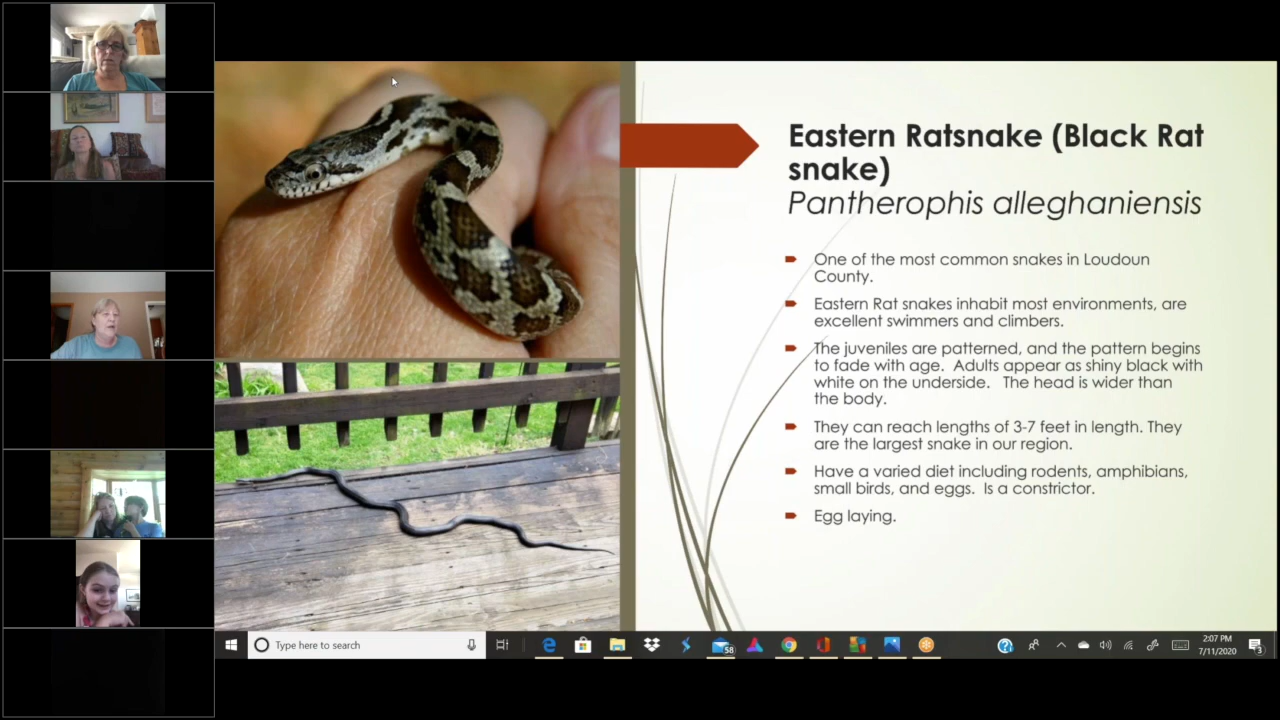 Eastern Ratsnake (Black Rat
snake)
Pantherophis alleghaniensis
One of the most common snakes in Loudoun
County.
Eastern Rat snakes inhabit most environments, are
excellent swimmers and climbers.
The juveniles are patterned, and the pattern begins
to fade with age.  Adults appear as shiny black with
white on the underside.   The head is wider than
the body.
They can reach lengths of 3-7 feet in length. They
are the largest snake in our region.
Have a varied diet including rodents, amphibians,
small birds, and eggs.  Is a constrictor.
Egg laying.
Type here to search
58
2:07 PM
7/11/2020
3